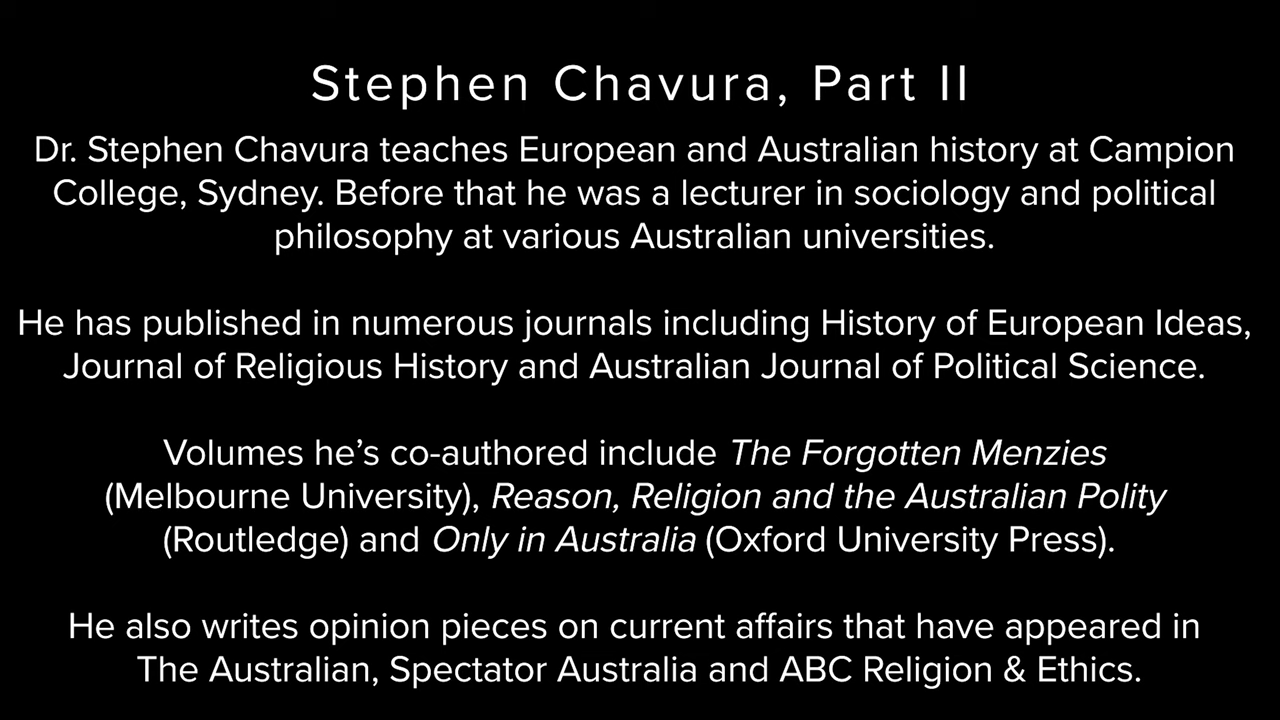 Stephen Chavura, Part II
Dr. Stephen Chavura teaches European and Australian history at Campion
College, Sydney. Before that he was a lecturer in sociology and political
philosophy at various Australian universities.
He has published in numerous journals including History of European Ideas,
Journal of Religious History and Australian Journal of Political Science.
Volumes he’s co-authored include The Forgotten Menzies
(Melbourne University), Reason, Religion and the Australian Polity
(Routledge) and Only in Australia (Oxford University Press).
He also writes opinion pieces on current affairs that have appeared in
The Australian, Spectator Australia and ABC Religion & Ethics.